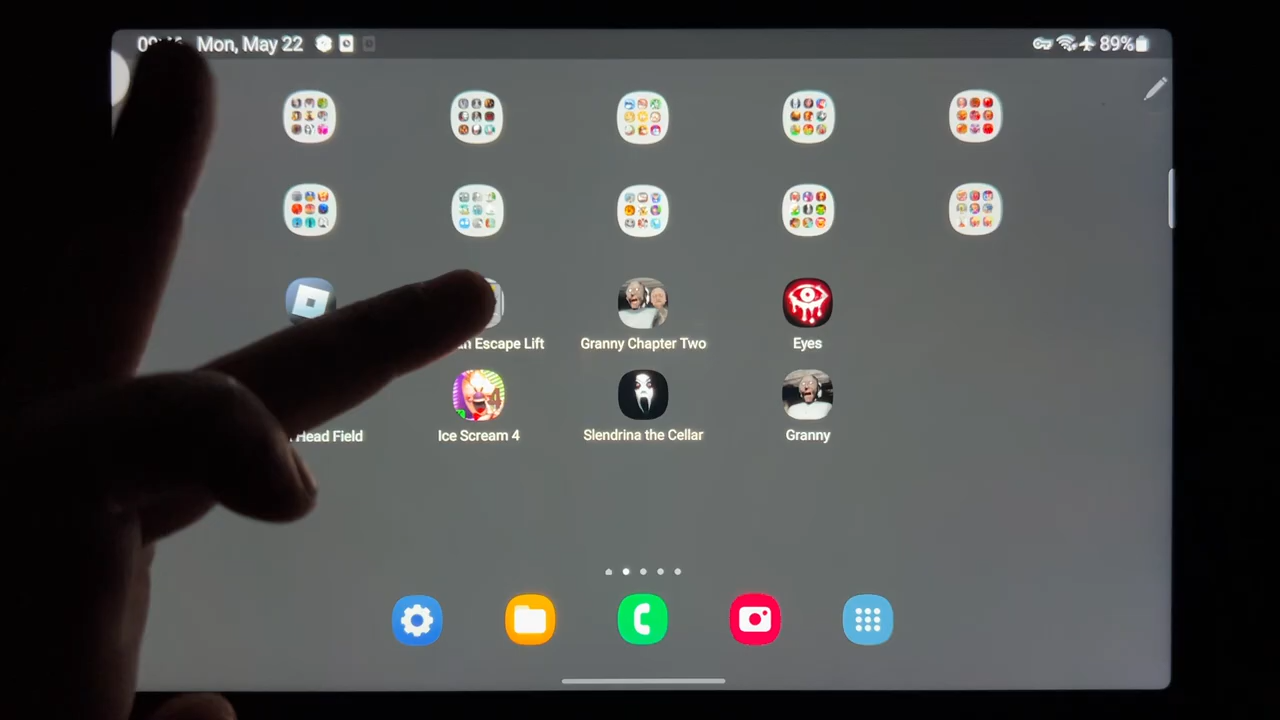 Mon, May 22
89%
Escape Lift
Granny Chapter Two
Eyes
Head Field
Ice Scream 4
Slendrina the Cellar
Granny